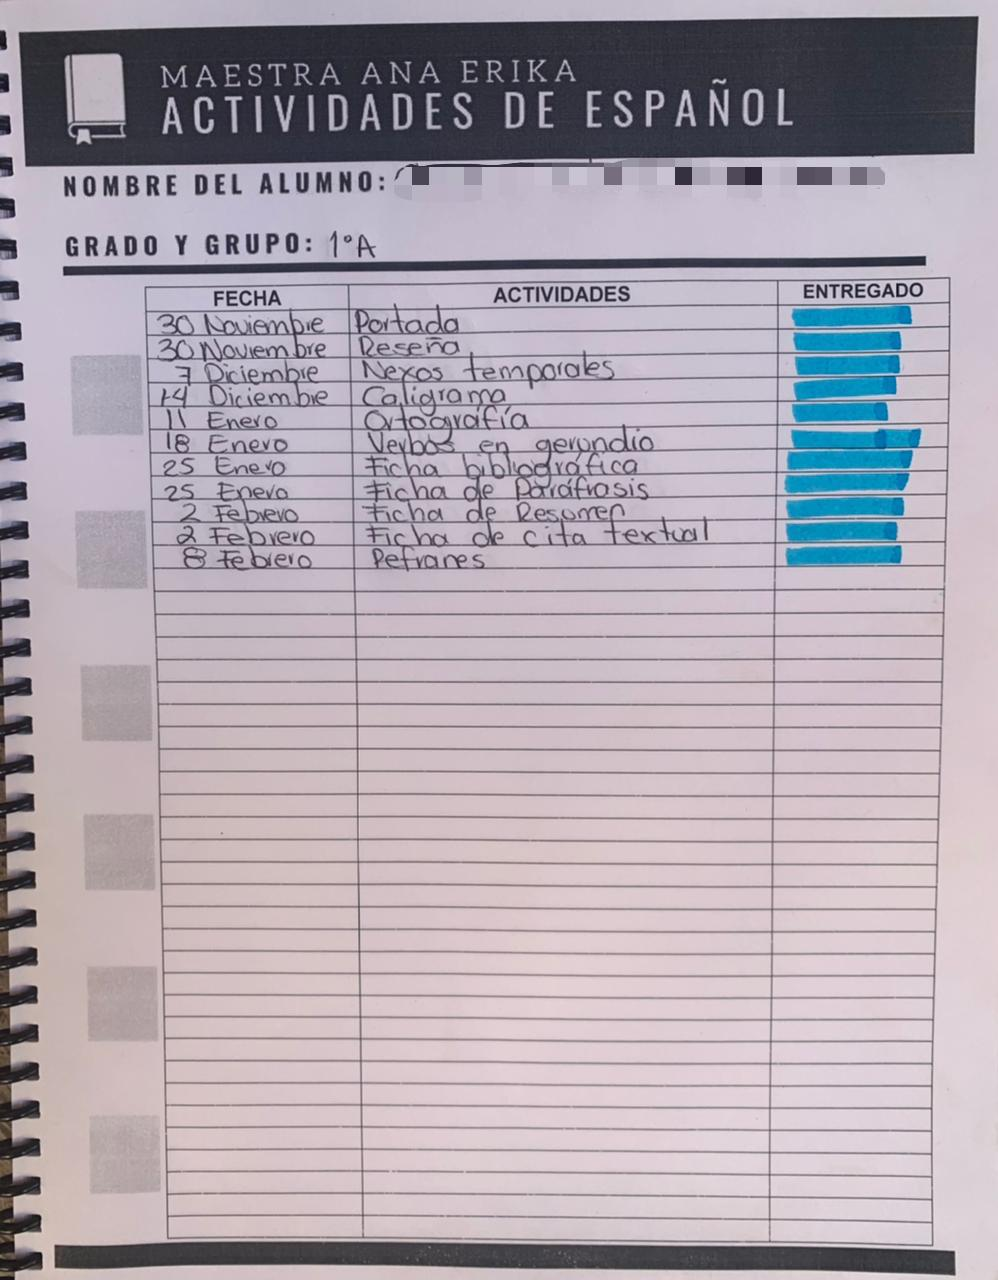 MAESTRA ANA ERIKA
ACTIVIDADES DE ESPAÑOL
NOMBRE DEL ALUMNO:
GRADO Y GRUPO: 1°A
FECHA ACTIVIDADES ENTREGADO
30 Noviembre Portada
30 Noviembre Reseña
7 Diciembre Nexos temporales
14 Diciembre Caligrama
11 Enero Ortografía
18 Enero Verbos en gerundio
25 Enero Ficha bibliográfica
25 Enero Ficha de Paráfrasis
2 Febrero Ficha de Resumen
2 Febrero Ficha de cita textual
8 Febrero Refranes